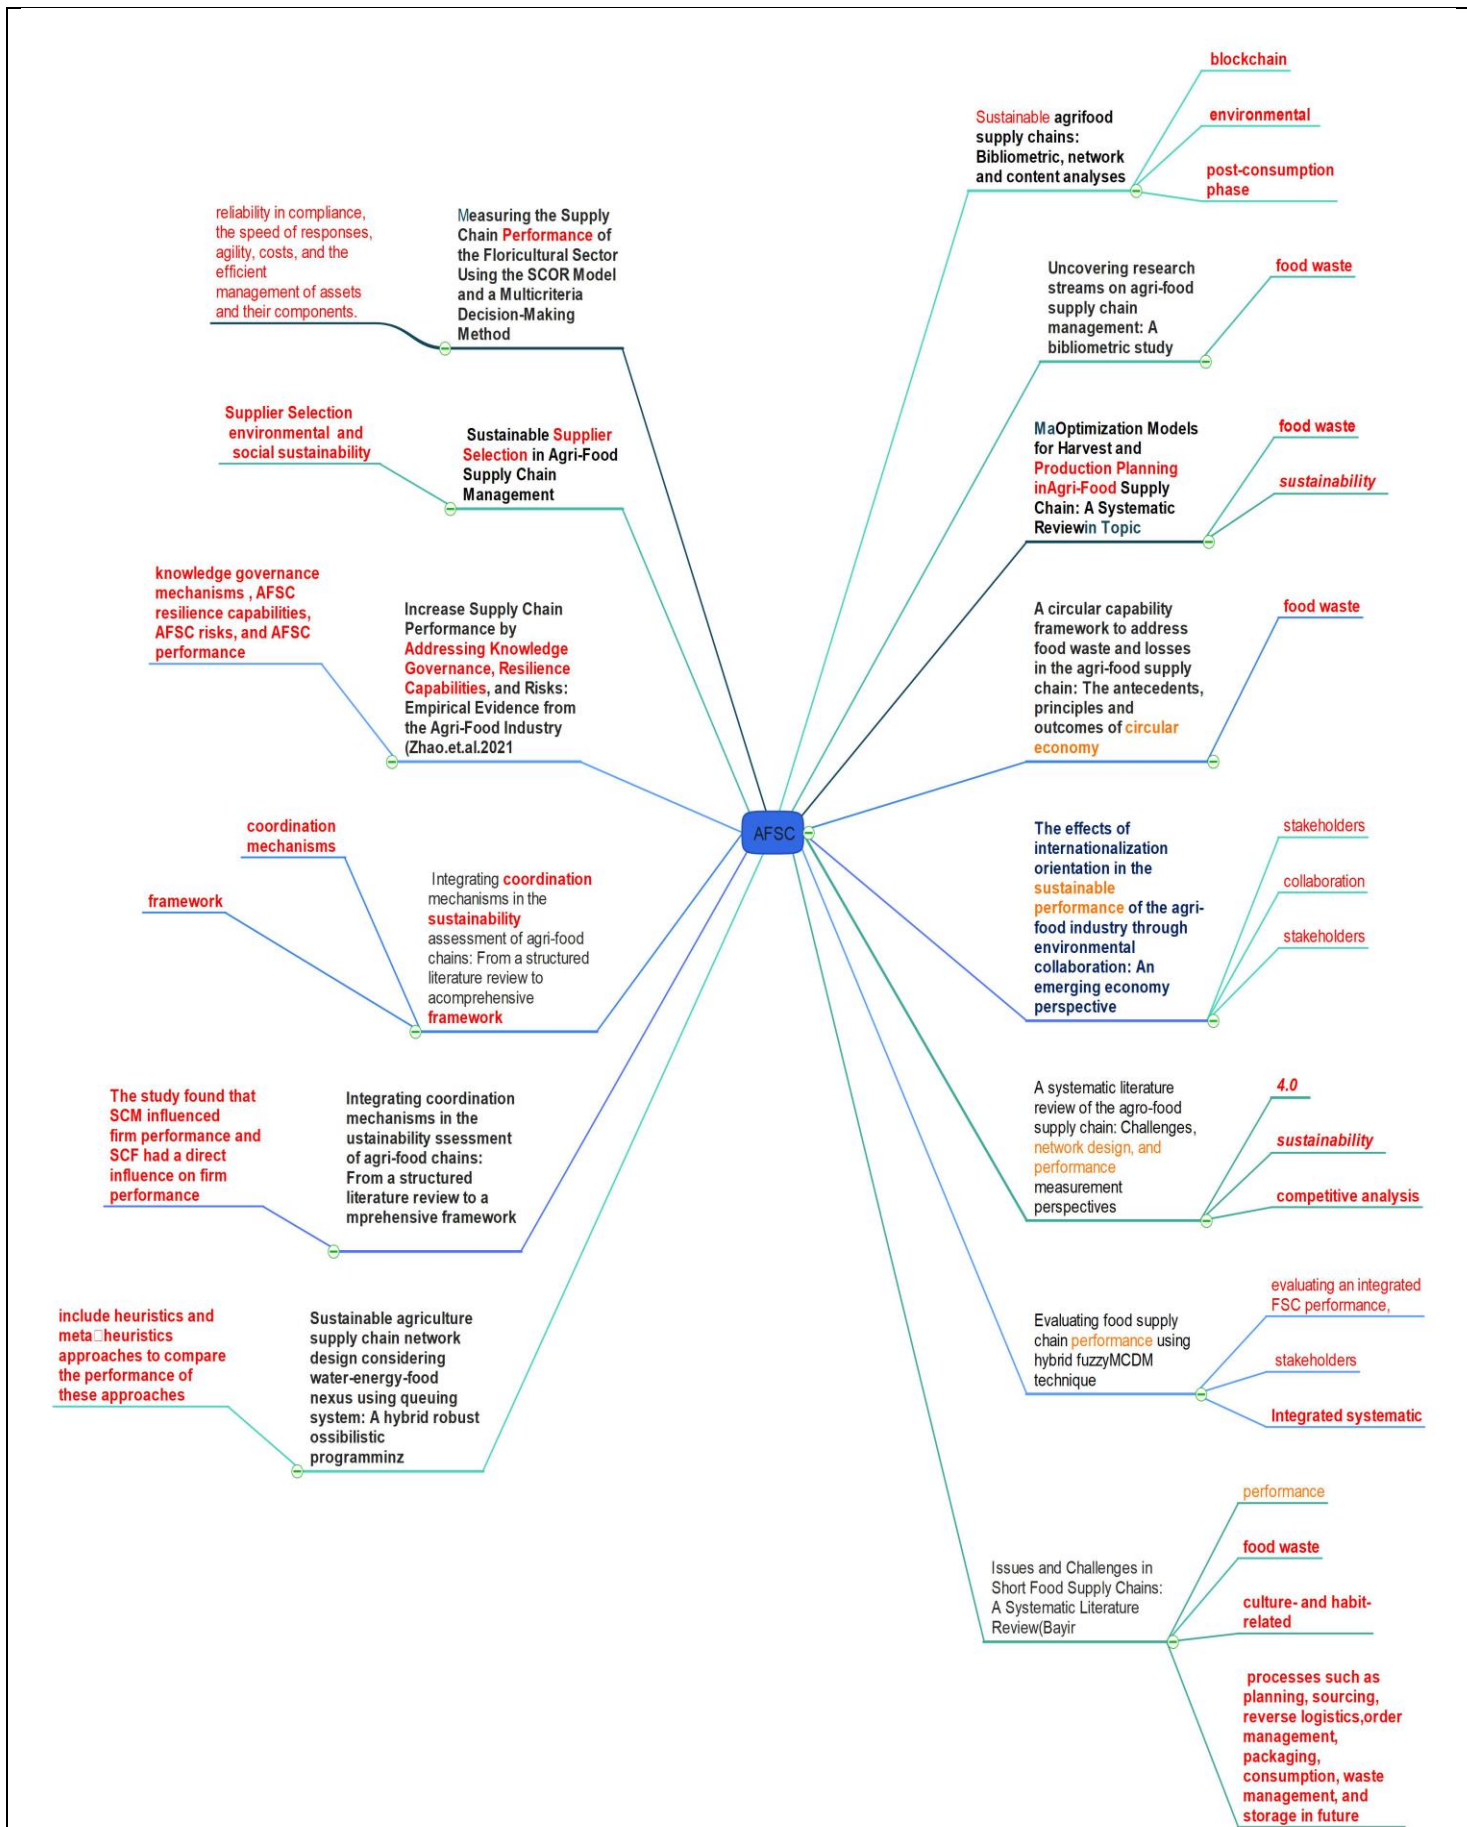 blockchain
environmental
post-consumption
phase
Sustainable agrifood
supply chains:
Bibliometric, network
and content analyses
food waste
Uncovering research
streams on agri-food
supply chain
management: A
bibliometric study
food waste
sustainability
MaOptimization Models
for Harvest and
Production Planning
inAgri-Food Supply
Chain: A Systematic
Reviewin Topic
food waste
A circular capability
framework to address
food waste and losses
in the agri-food supply
chain: The antecedents,
principles and
outcomes of circular
economy
stakeholders
collaboration
stakeholders
The effects of
internationalization
orientation in the
sustainable
performance of the agri-
food industry through
environmental
collaboration: An
emerging economy
perspective
4.0
sustainability
competitive analysis
A systematic literature
review of the agro-food
supply chain: Challenges,
network design, and
performance
measurement
perspectives
evaluating an integrated
FSC performance,
stakeholders
Integrated systematic
Evaluating food supply
chain performance using
hybrid fuzzyMCDM
technique
performance
food waste
culture- and habit-
related
processes such as
planning, sourcing,
reverse logistics,order
management,
packaging,
consumption, waste
management, and
storage in future
Issues and Challenges in
Short Food Supply Chains:
A Systematic Literature
Review(Bayir
AFSC
reliability in compliance,
the speed of responses,
agility, costs, and the
efficient
management of assets
and their components.
Measuring the Supply
Chain Performance of
the Floricultural Sector
Using the SCOR Model
and a Multicriteria
Decision-Making
Method
Supplier Selection
environmental and
social sustainability
Sustainable Supplier
Selection in Agri-Food
Supply Chain
Management
knowledge governance
mechanisms , AFSC
resilience capabilities,
AFSC risks, and AFSC
performance
Increase Supply Chain
Performance by
Addressing Knowledge
Governance, Resilience
Capabilities, and Risks:
Empirical Evidence from
the Agri-Food Industry
(Zhao.et.al.2021
coordination
mechanisms
framework
Integrating coordination
mechanisms in the
sustainability
assessment of agri-food
chains: From a structured
literature review to
acomprehensive
framework
The study found that
SCM influenced
firm performance and
SCF had a direct
influence on firm
performance
Integrating coordination
mechanisms in the
ustainability ssessment
of agri-food chains:
From a structured
literature review to a
mprehensive framework
include heuristics and
meta□heuristics
approaches to compare
the performance of
these approaches
Sustainable agriculture
supply chain network
design considering
water-energy-food
nexus using queuing
system: A hybrid robust
ossibilistic
programminz